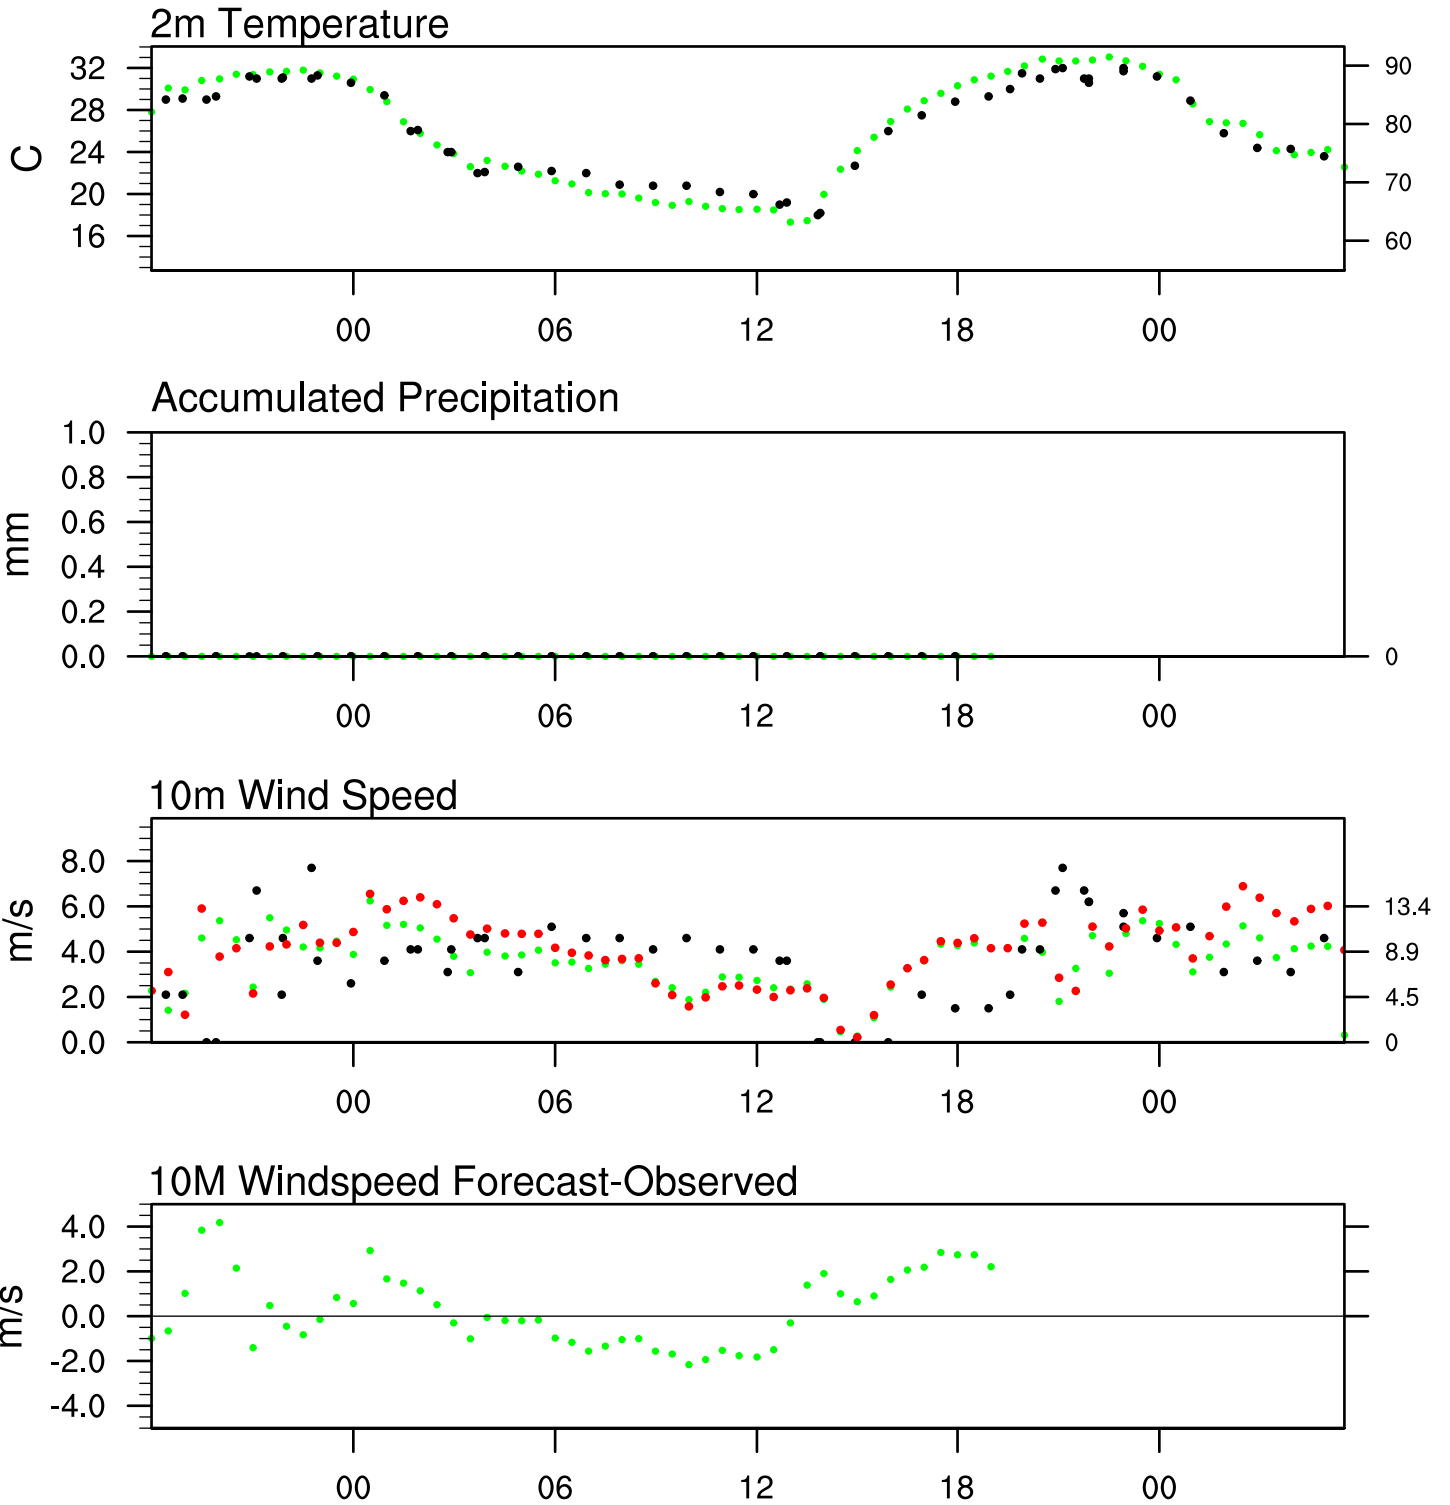 2m Temperature
32
28
24
20
16
C
90
80
70
60
00 06 12 18 00
Accumulated Precipitation
1.0
0.8
0.6
0.4
0.2
0.0
mm
0
00 06 12 18 00
10m Wind Speed
8.0
6.0
4.0
2.0
0.0
m/s
13.4
8.9
4.5
0
00 06 12 18 00
10M Windspeed Forecast-Observed
4.0
2.0
0.0
-2.0
-4.0
m/s
00 06 12 18 00